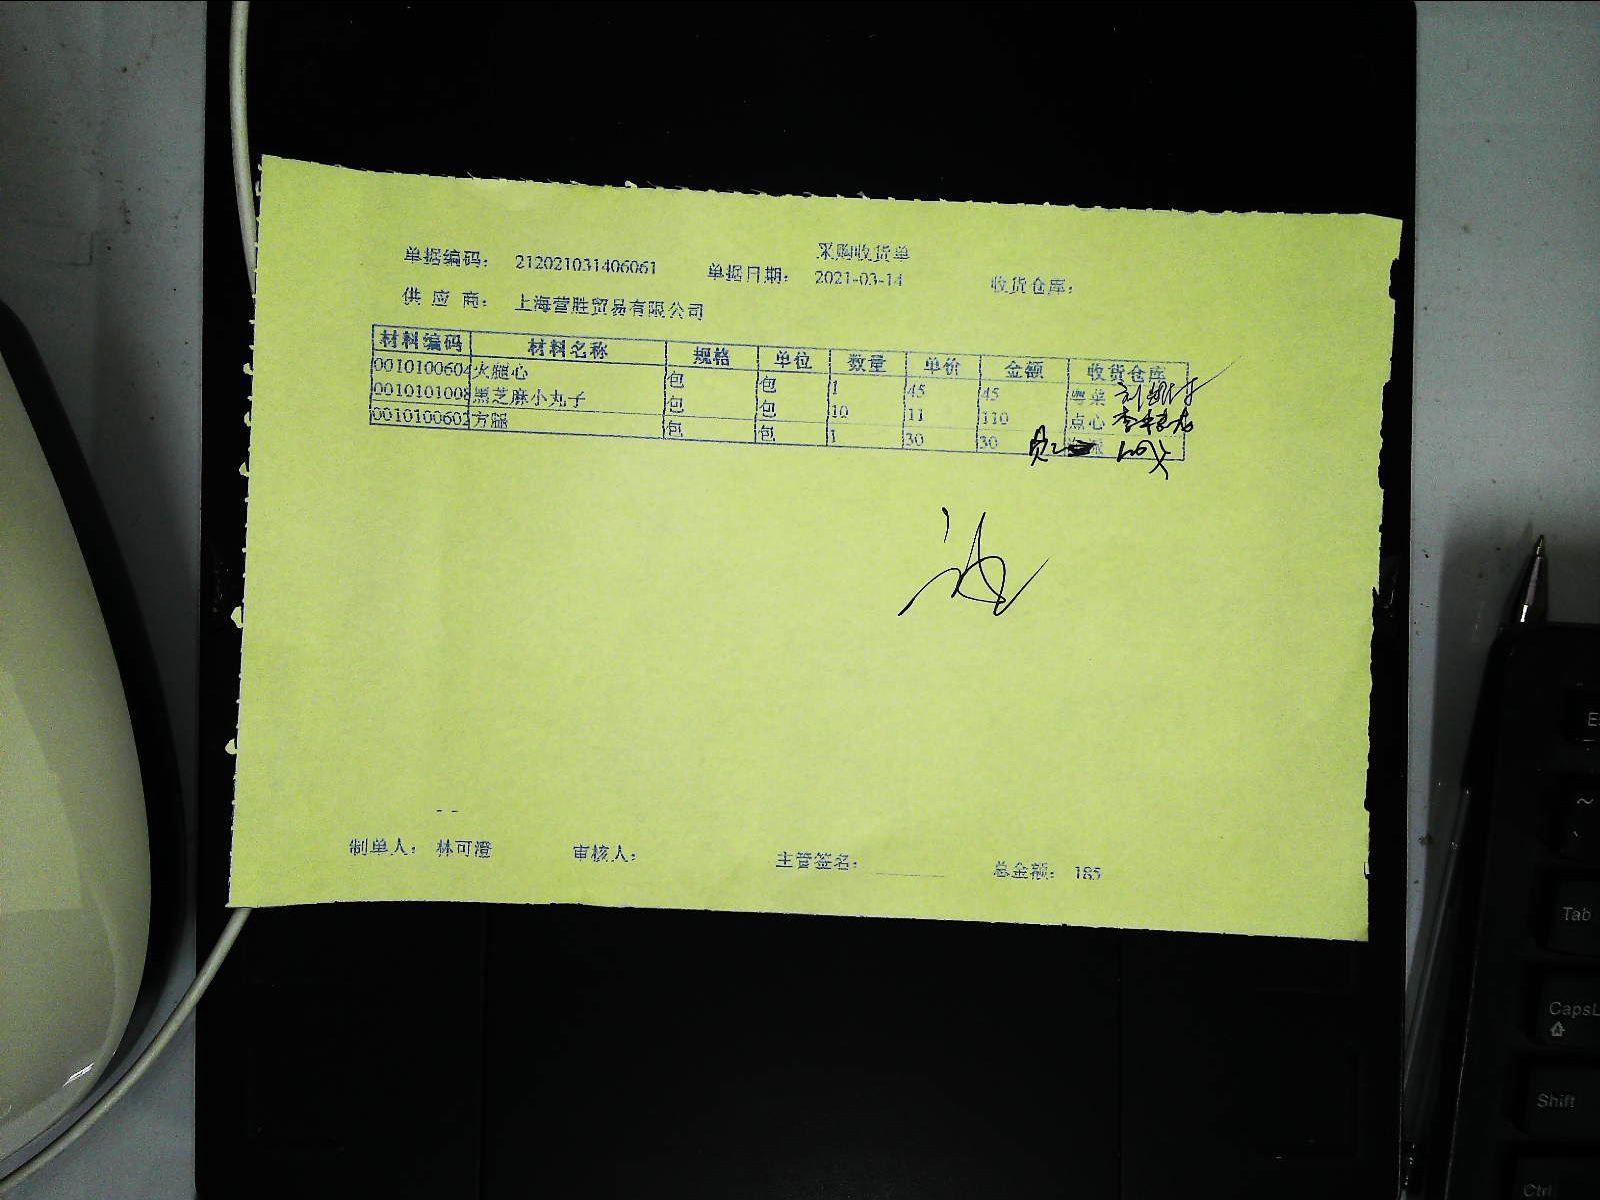 采购收货单
单据编码： 212021031406061 单据日期： 2021-03-14 收货仓库：
供 应 商： 上海营胜贸易有限公司
材料编码 材料名称 规格 单位 数量 单价 金额 收货仓库
0010100604 火腿心 包 包 1 45 45 粤菜
0010101008 黑芝麻小丸子 包 包 10 11 110 点心
0010100602 方腿 包 包 1 30 30
制单人： 林可澄 审核人： 主管签名： 总金额： 185
Tab
CapsL
Shift
Ctrl